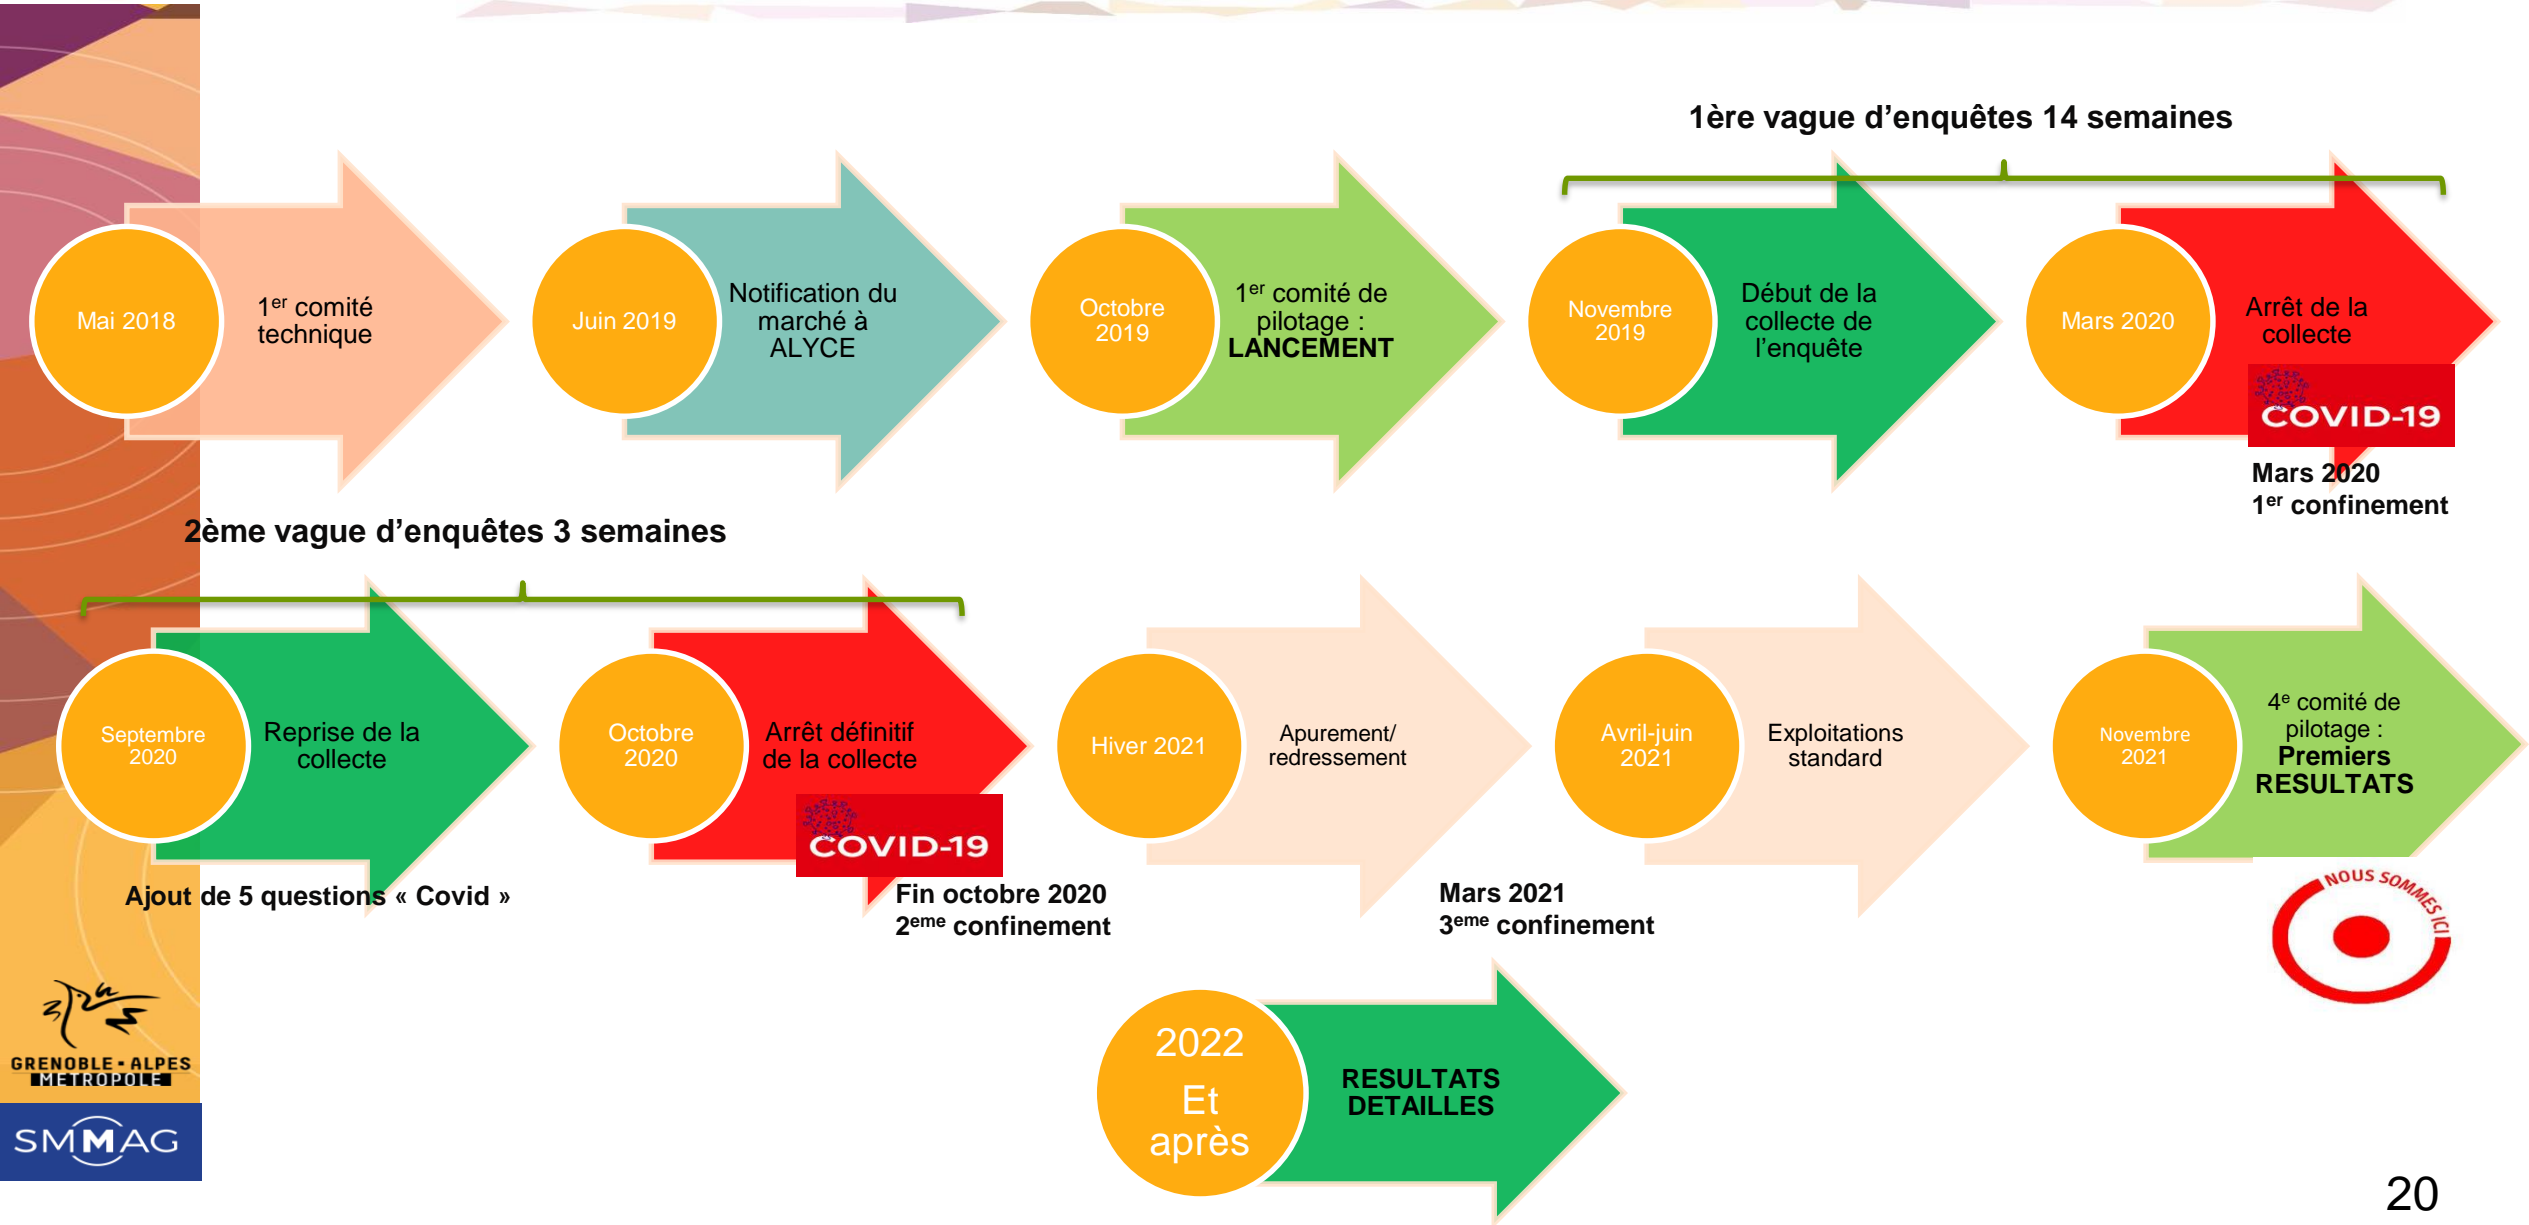 1ère vague d’enquêtes 14 semaines
Mai 2018
1er comité
technique
Juin 2019
Notification du
marché à
ALYCE
Octobre
2019
1er comité de
pilotage :
LANCEMENT
Novembre
2019
Début de la
collecte de
l’enquête
Mars 2020
Arrêt de la
collecte
COVID-19
Mars 2020
1er confinement
2ème vague d’enquêtes 3 semaines
Septembre
2020
Reprise de la
collecte
Ajout de 5 questions « Covid »
Octobre
2020
Arrêt définitif
de la collecte
COVID-19
Fin octobre 2020
2eme confinement
Hiver 2021
Apurement/
redressement
Mars 2021
3eme confinement
Avril-juin
2021
Exploitations
standard
Novembre
2021
4e comité de
pilotage :
Premiers
RESULTATS
NOUS SOMMES ICI
2022
Et
après
RESULTATS
DETAILLES
GRENOBLE-ALPES
METROPOLE
SMMAG
20